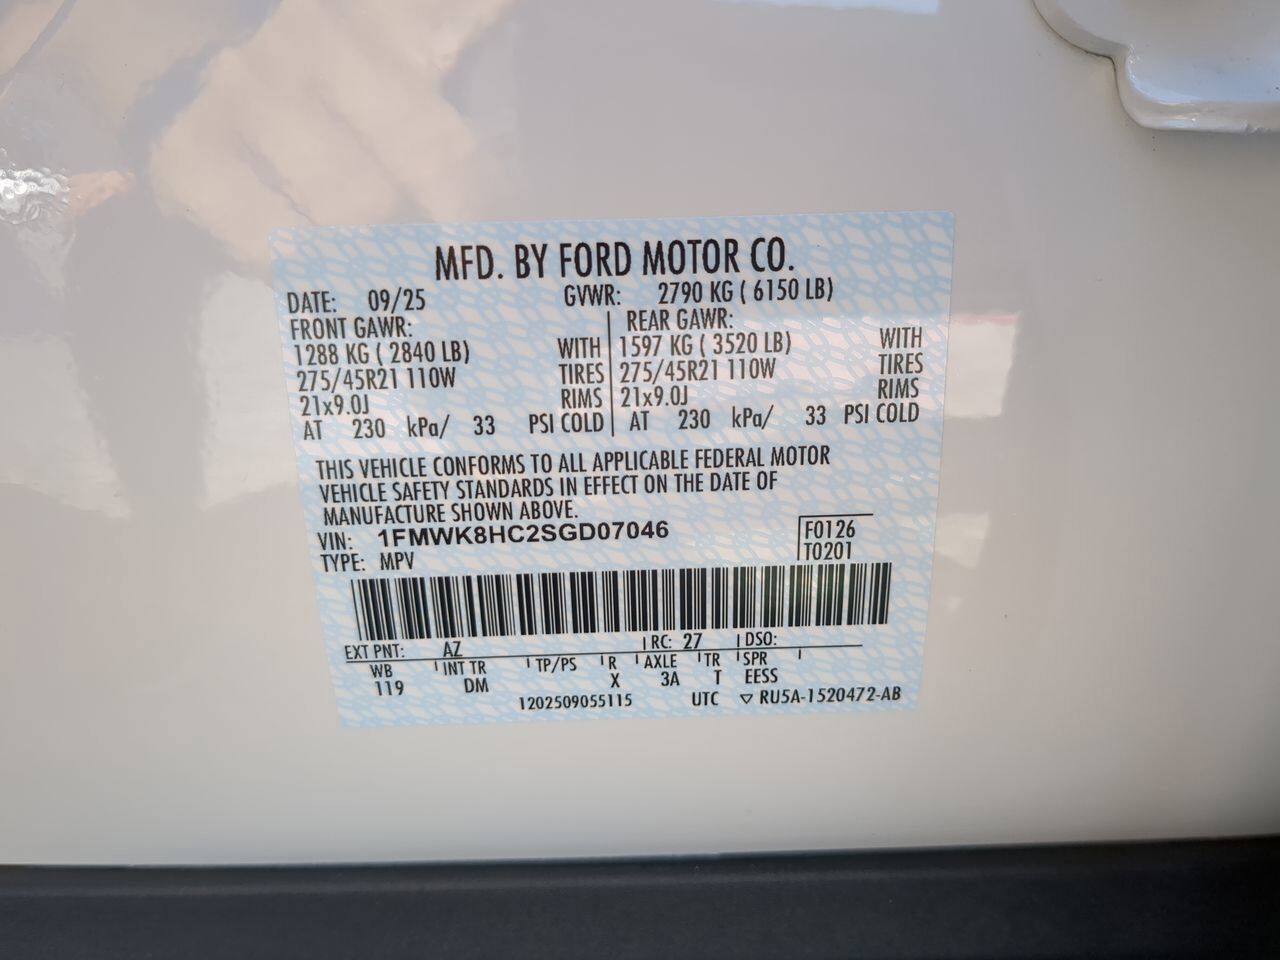 MFD. BY FORD MOTOR CO.
DATE: 09/25 GVWR: 2790 KG ( 6150 LB)
FRONT GAWR: REAR GAWR:
1288 KG ( 2840 LB) WITH 1597 KG ( 3520 LB) WITH
275/45R21 110W TIRES 275/45R21 110W TIRES
21x9.0J RIMS 21x9.0J RIMS
AT 230 kPa/ 33 PSI COLD AT 230 kPa/ 33 PSI COLD
THIS VEHICLE CONFORMS TO ALL APPLICABLE FEDERAL MOTOR
VEHICLE SAFETY STANDARDS IN EFFECT ON THE DATE OF
MANUFACTURE SHOWN ABOVE.
VIN: 1FMWK8HC2SGD07046 F0126
TYPE: MPV T0201
EXT PNT: AZ RC: 27 DSO:
WB INT TR TP/PS R AXLE TR SPR
119 DM X 3A T EESS
1202509055115 UTC ▽ RU5A-1520472-AB